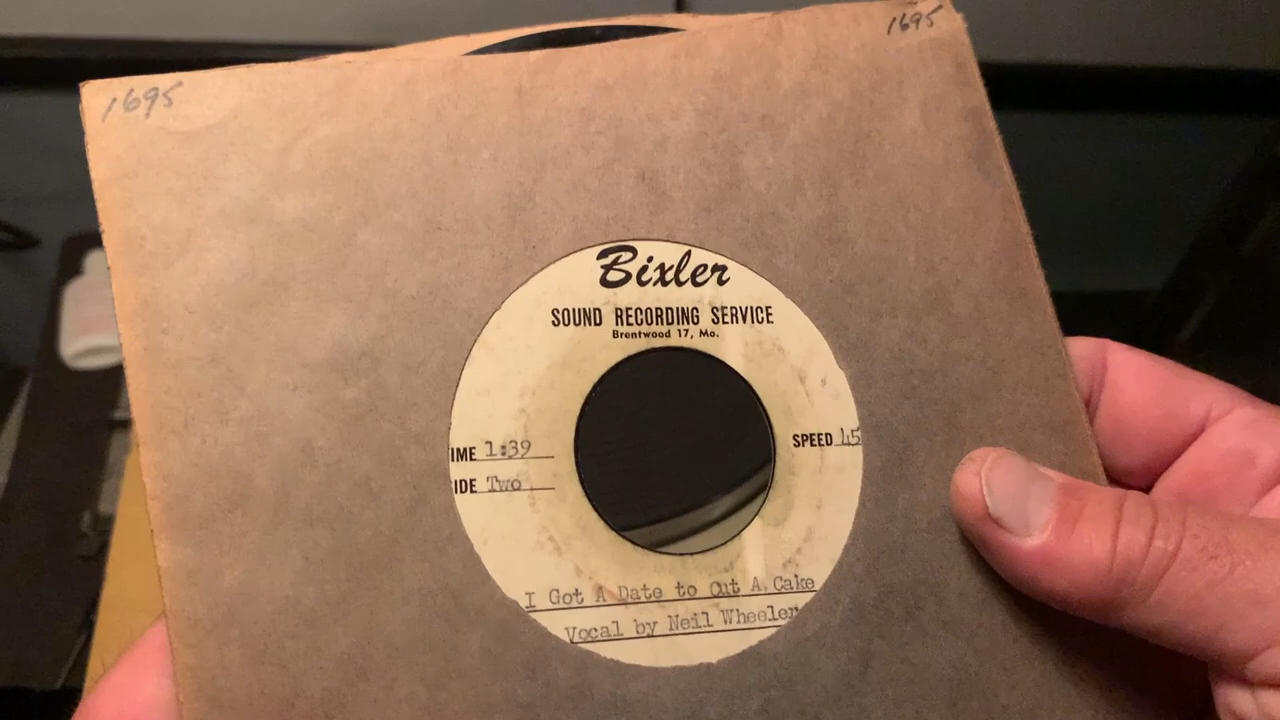 1695
1695
Bixler
SOUND RECORDING SERVICE
Brentwood 17, Mo.
IME 1:39
SPEED 45
IDE Two
I Got A Date to Cut A Cake
Vocal by Neil Wheeler